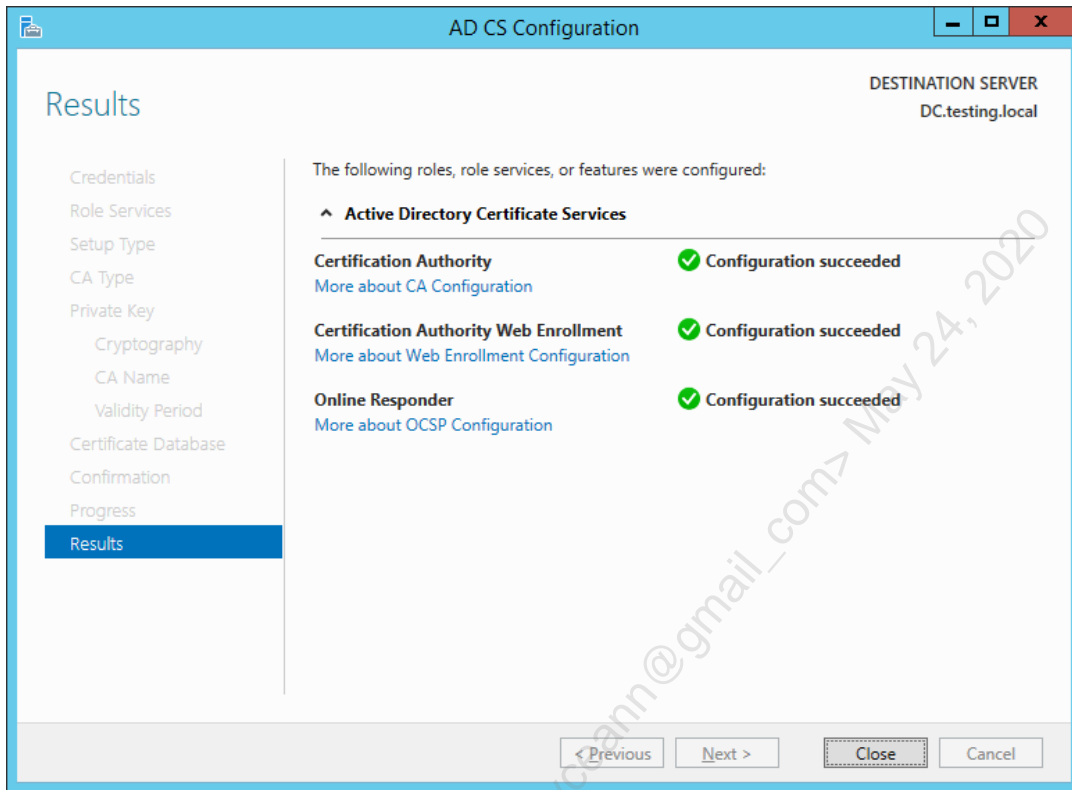 AD CS Configuration
Results
DESTINATION SERVER
DC.testing.local
Credentials
Role Services
Setup Type
CA Type
Private Key
Cryptography
CA Name
Validity Period
Certificate Database
Confirmation
Progress
Results
The following roles, role services, or features were configured:
Active Directory Certificate Services
Certification Authority
Configuration succeeded
More about CA Configuration
Certification Authority Web Enrollment
Configuration succeeded
More about Web Enrollment Configuration
Online Responder
Configuration succeeded
More about OCSP Configuration
< Previous
Next >
Close
Cancel
@gmail_com> May 24, 2020